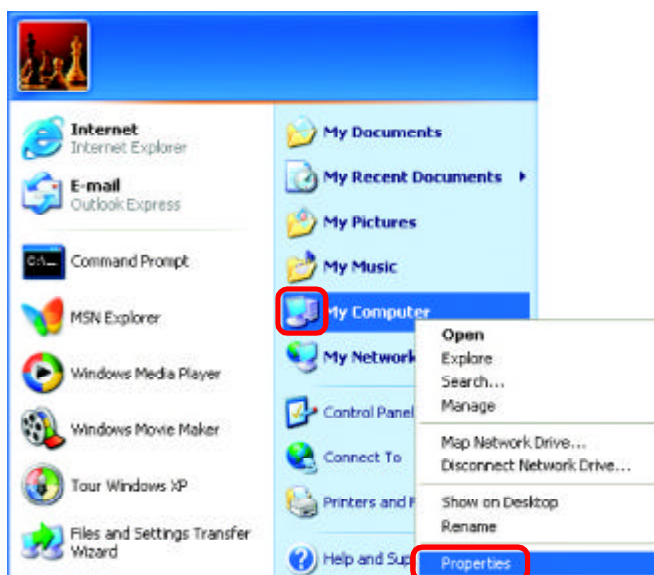 Internet
Internet Explorer
E-mail
Outlook Express
C:\
Command Prompt
MSN Explorer
Windows Media Player
Windows Movie Maker
Tour Windows XP
Files and Settings Transfer
Wizard
My Documents
My Recent Documents
My Pictures
My Music
My Computer
My Network
Control Panel
Connect To
Printers and F
Help and Sup
Open
Explore
Search...
Manage
Map Network Drive...
Disconnect Network Drive...
Show on Desktop
Rename
Properties